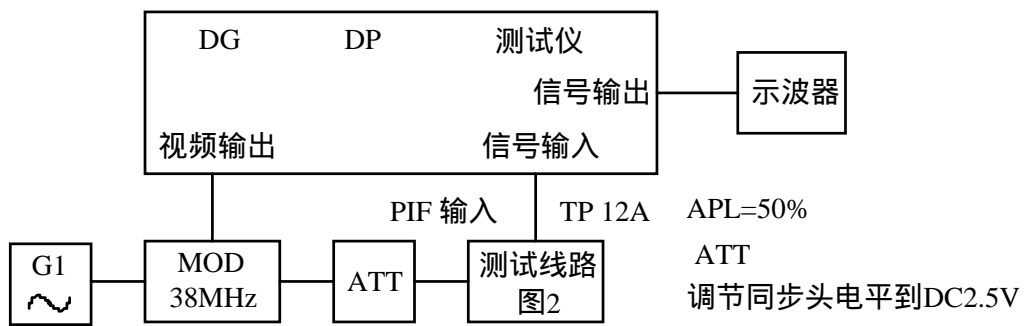 DG DP 测试仪
信号输出
示波器
视频输出 信号输入
PIF 输入 TP 12A APL=50%
G1
MOD
38MHz
ATT
测试线路
图2
ATT
调节同步头电平到DC2.5V